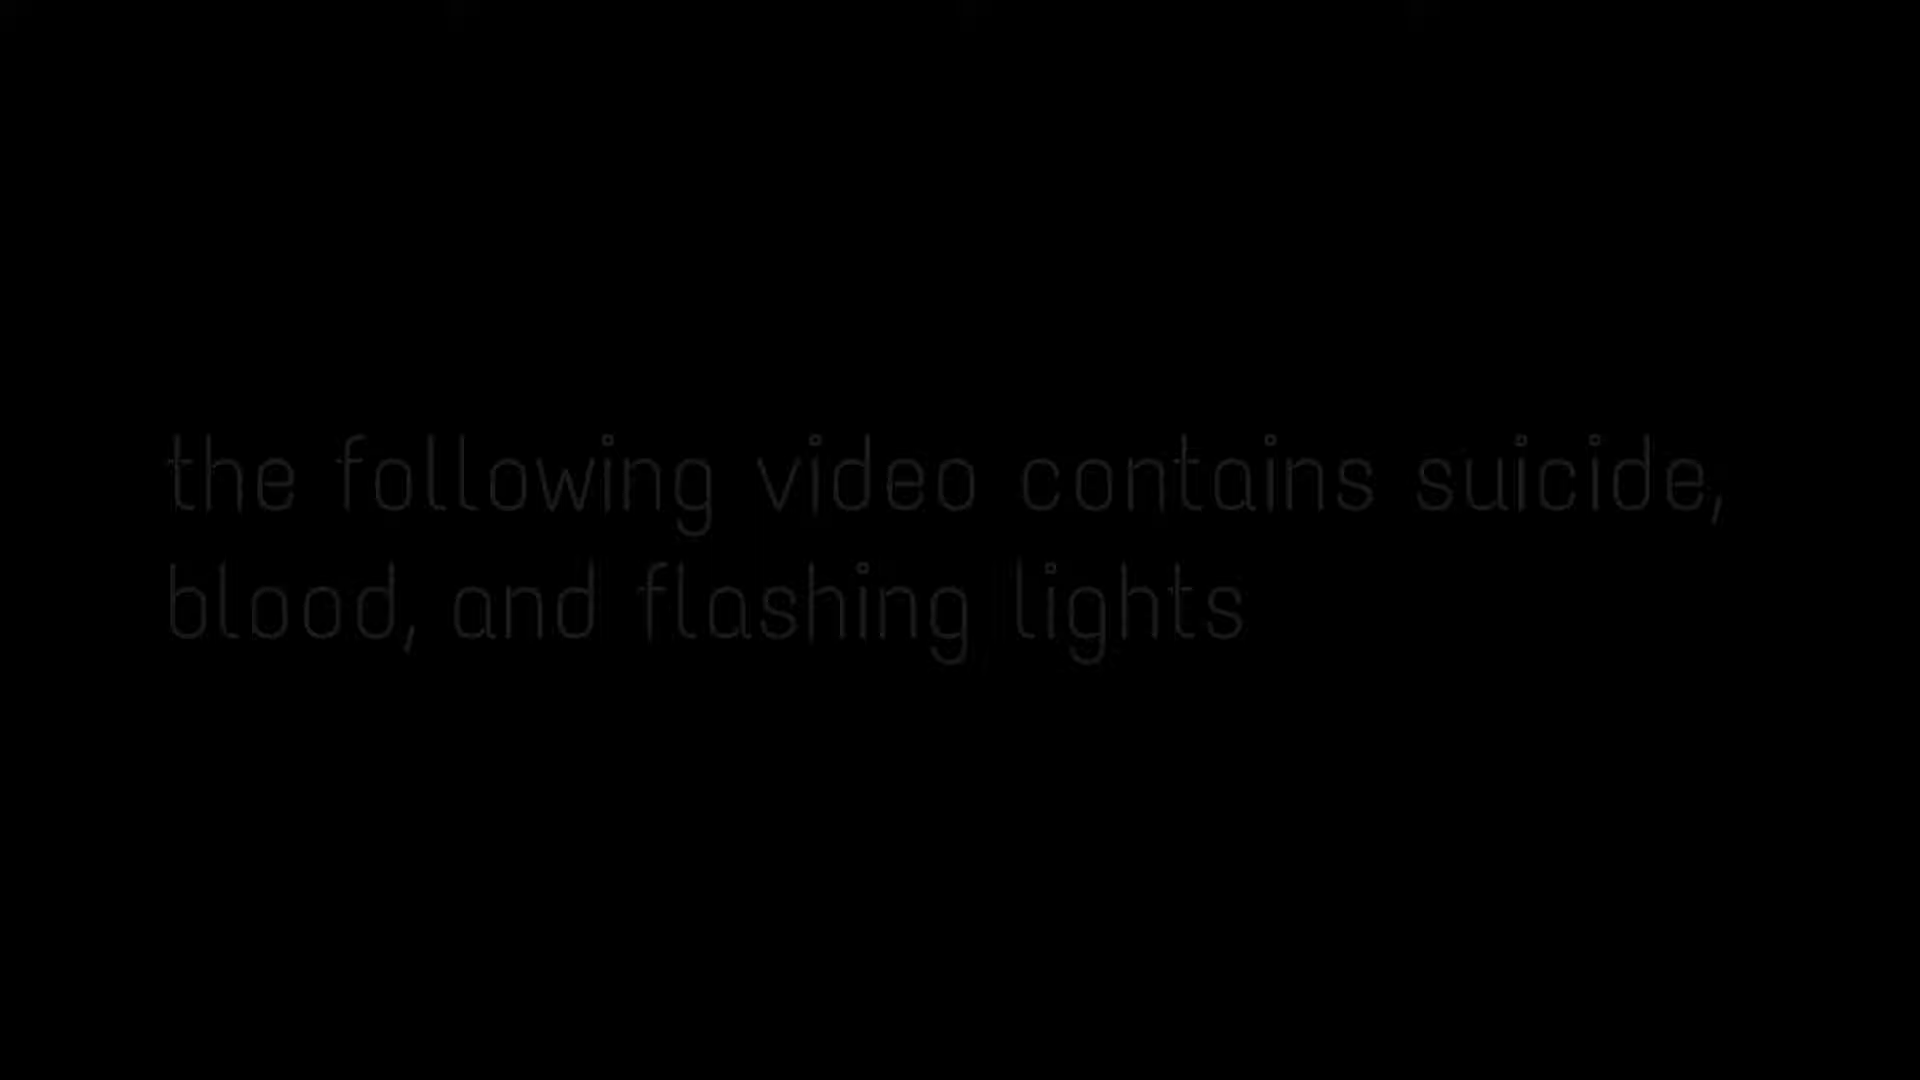 the following video contains suicide,
blood, and flashing lights